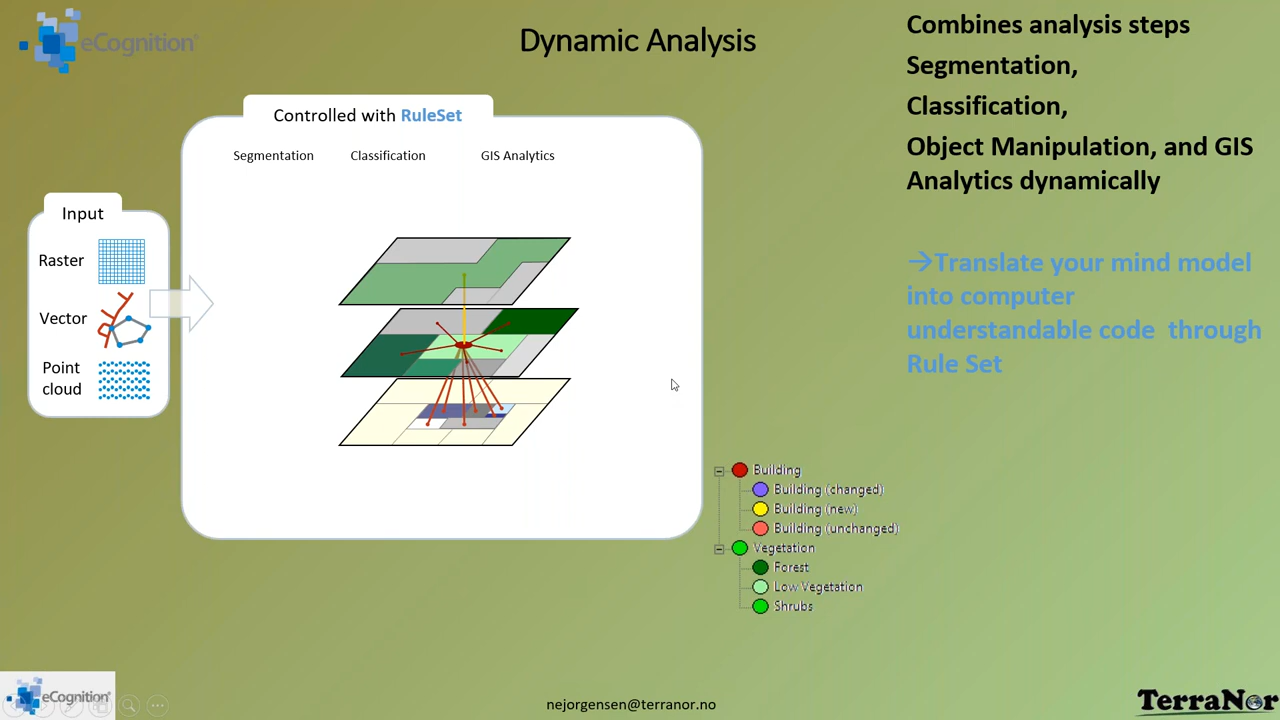 eCognition
Dynamic Analysis
Combines analysis steps
Segmentation,
Classification,
Object Manipulation, and GIS
Analytics dynamically
→Translate your mind model
into computer
understandable code through
Rule Set
Controlled with RuleSet
Segmentation
Classification
GIS Analytics
Input
Raster
Vector
Point
cloud
Building
Building (changed)
Building (new)
Building (unchanged)
Vegetation
Forest
Low Vegetation
Shrubs
eCognition
nejorgensen@terranor.no
TerraNor